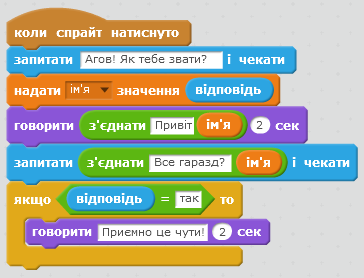 коли спрайт натиснуто
запитати Агов! Як тебе звати? і чекати
надати ім'я значення відповідь
говорити з'єднати Привіт ім'я 2 сек
запитати з'єднати Все гаразд? ім'я і чекати
якщо відповідь = так то
говорити Приємно це чути! 2 сек